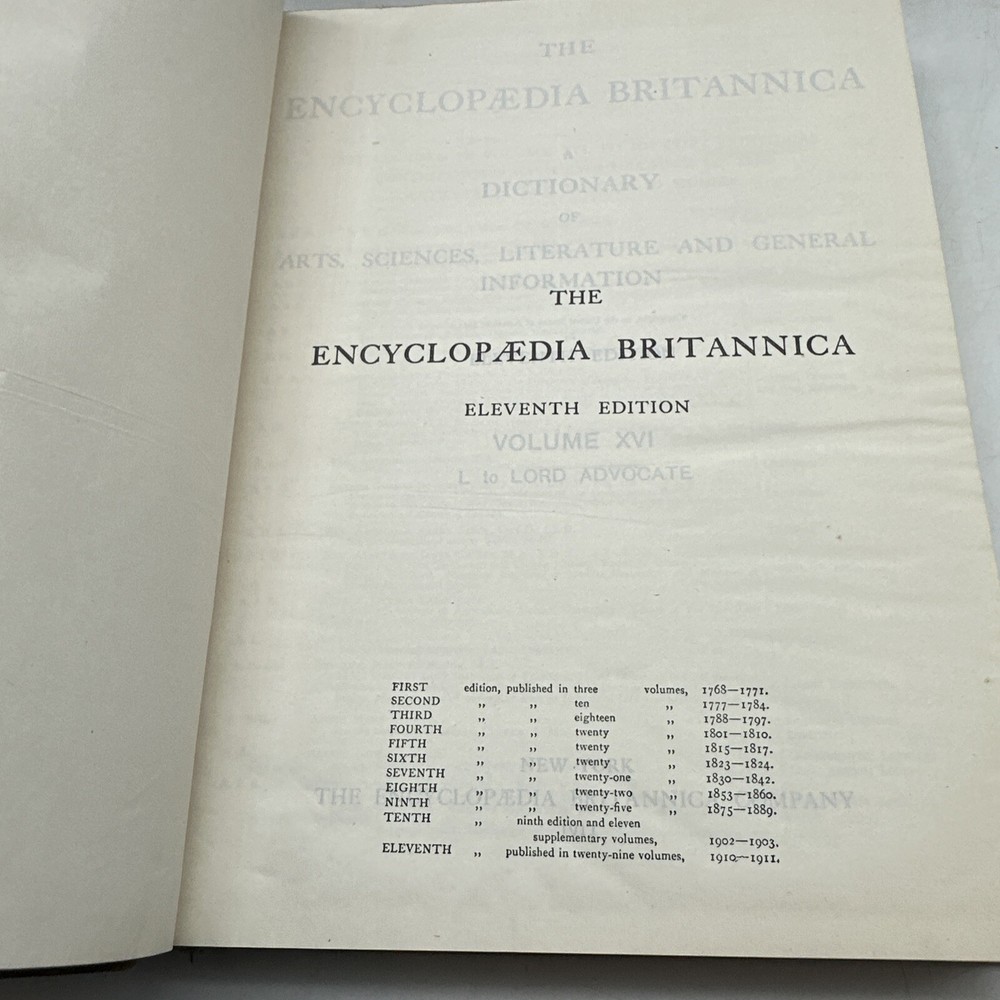 THE
ENCYCLOPÆDIA BRITANNICA
A
DICTIONARY
OF
ARTS, SCIENCES, LITERATURE AND GENERAL
INFORMATION
THE
ENCYCLOPÆDIA BRITANNICA
ELEVENTH EDITION
VOLUME XVI
L to LORD ADVOCATE
FIRST edition, published in three volumes, 1768—1771.
SECOND ,, ,, ten ,, 1777—1784.
THIRD ,, ,, eighteen ,, 1788—1797.
FOURTH ,, ,, twenty ,, 1801—1810.
FIFTH ,, ,, twenty ,, 1815—1817.
SIXTH ,, ,, twenty ,, 1823—1824.
SEVENTH ,, ,, twenty-one ,, 1830—1842.
EIGHTH ,, ,, twenty-two ,, 1853—1860.
NINTH ,, ,, twenty-five ,, 1875—1889.
TENTH ,, ninth edition and eleven
supplementary volumes, 1902—1903.
ELEVENTH ,, published in twenty-nine volumes, 1910—1911.
NEW YORK
THE ENCYCLOPÆDIA BRITANNICA COMPANY